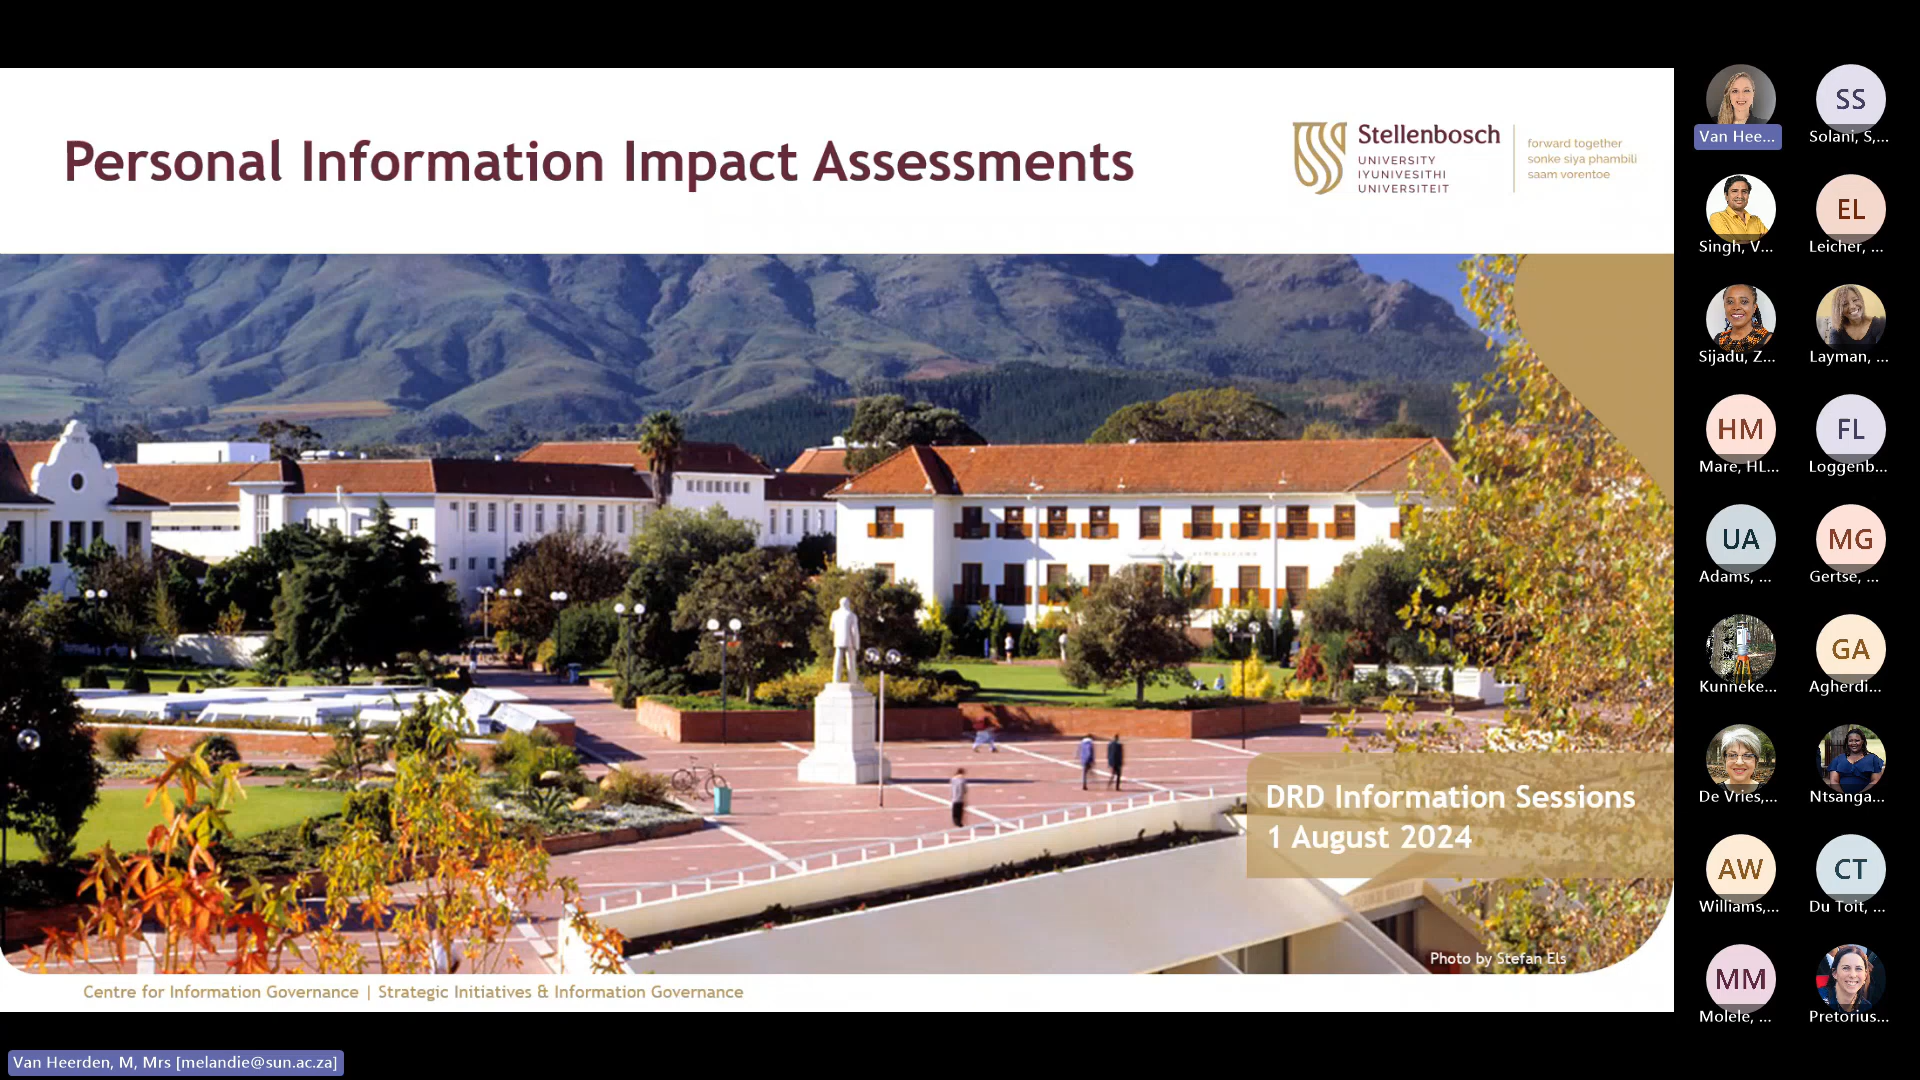 Personal Information Impact Assessments
Stellenbosch
UNIVERSITY
IYUNIVESITHI
UNIVERSITEIT
forward together
sonke siya phambili
saam vorentoe
DRD Information Sessions
1 August 2024
Photo by Stefan Els
Centre for Information Governance | Strategic Initiatives & Information Governance
Van Heerden, M, Mrs [melandie@sun.ac.za]
Van Hee...
SS
Solani, S,...
Singh, V...
EL
Leicher, ...
Sijadu, Z...
Layman, ...
HM
Mare, HL...
FL
Loggenb...
UA
Adams, ...
MG
Gertse, ...
Kunneke...
GA
Agherdi...
De Vries,...
Ntsanga...
AW
Williams,...
CT
Du Toit, ...
MM
Molele, ...
Pretorius...